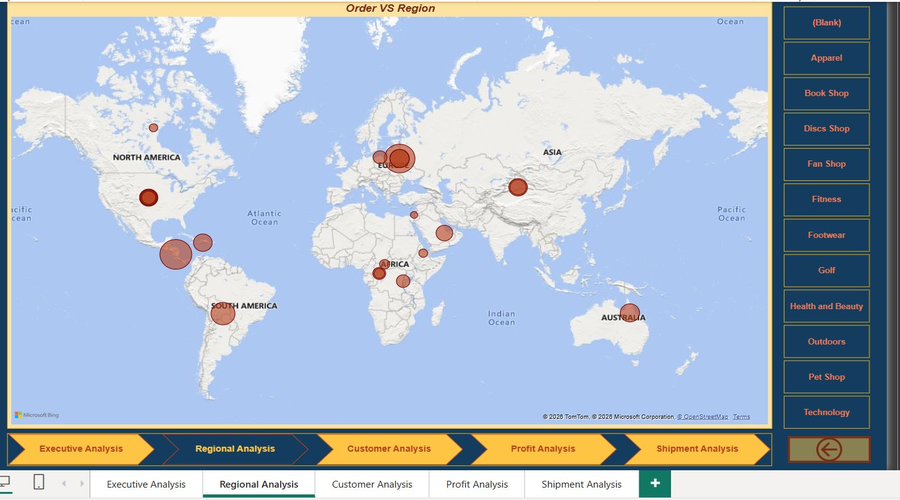 Order VS Region
cean
Ocean
(Blank)
Apparel
Book Shop
Discs Shop
Fan Shop
Fitness
Footwear
Golf
Health and Beauty
Outdoors
Pet Shop
Technology
NORTH AMERICA
ASIA
Atlantic
Ocean
acific
cean
Pacific
Ocean
AFRICA
SOUTH AMERICA
Indian
Ocean
AUSTRALIA
Microsoft Bing
© 2026 TomTom, © 2026 Microsoft Corporation, © OpenStreetMap Terms
Executive Analysis
Regional Analysis
Customer Analysis
Profit Analysis
Shipment Analysis
Executive Analysis
Regional Analysis
Customer Analysis
Profit Analysis
Shipment Analysis
+